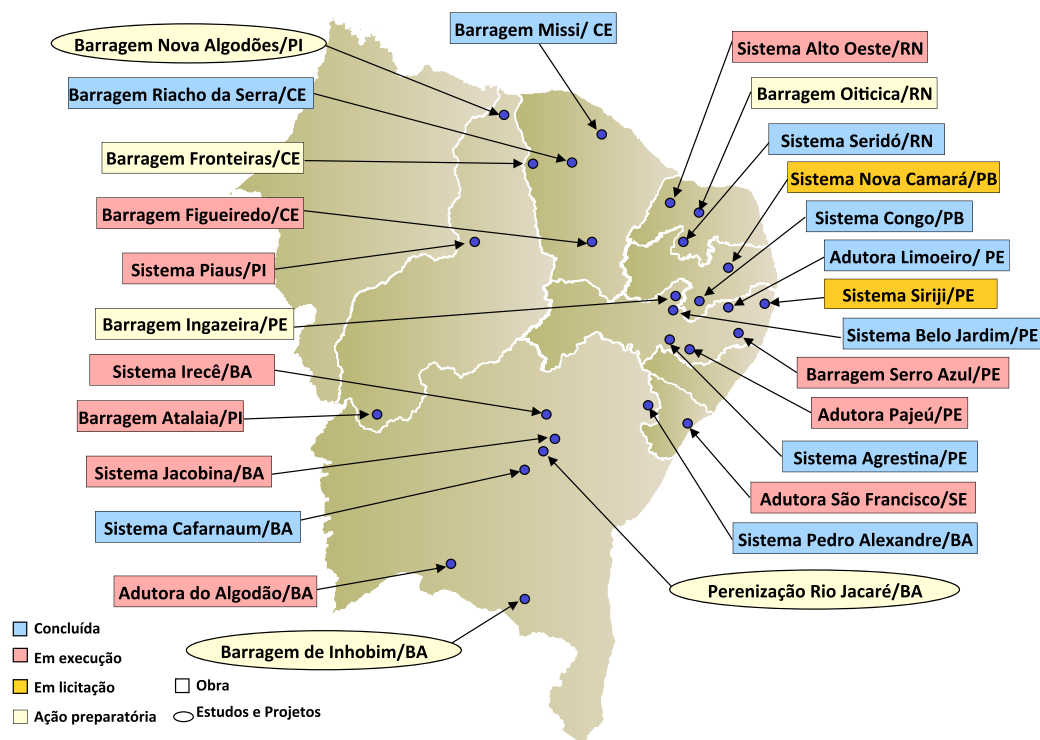 Barragem Missi/ CE
Barragem Nova Algodões/PI
Sistema Alto Oeste/RN
Barragem Riacho da Serra/CE
Barragem Oiticica/RN
Sistema Seridó/RN
Barragem Fronteiras/CE
Sistema Nova Camará/PB
Barragem Figueiredo/CE
Sistema Congo/PB
Adutora Limoeiro/ PE
Sistema Piaus/PI
Sistema Siriji/PE
Barragem Ingazeira/PE
Sistema Belo Jardim/PE
Sistema Irecê/BA
Barragem Serro Azul/PE
Barragem Atalaia/PI
Adutora Pajeú/PE
Sistema Jacobina/BA
Sistema Agrestina/PE
Adutora São Francisco/SE
Sistema Cafarnaum/BA
Sistema Pedro Alexandre/BA
Adutora do Algodão/BA
Perenização Rio Jacaré/BA
Barragem de Inhobim/BA
Concluída
Em execução
Em licitação
Ação preparatória
Obra
Estudos e Projetos